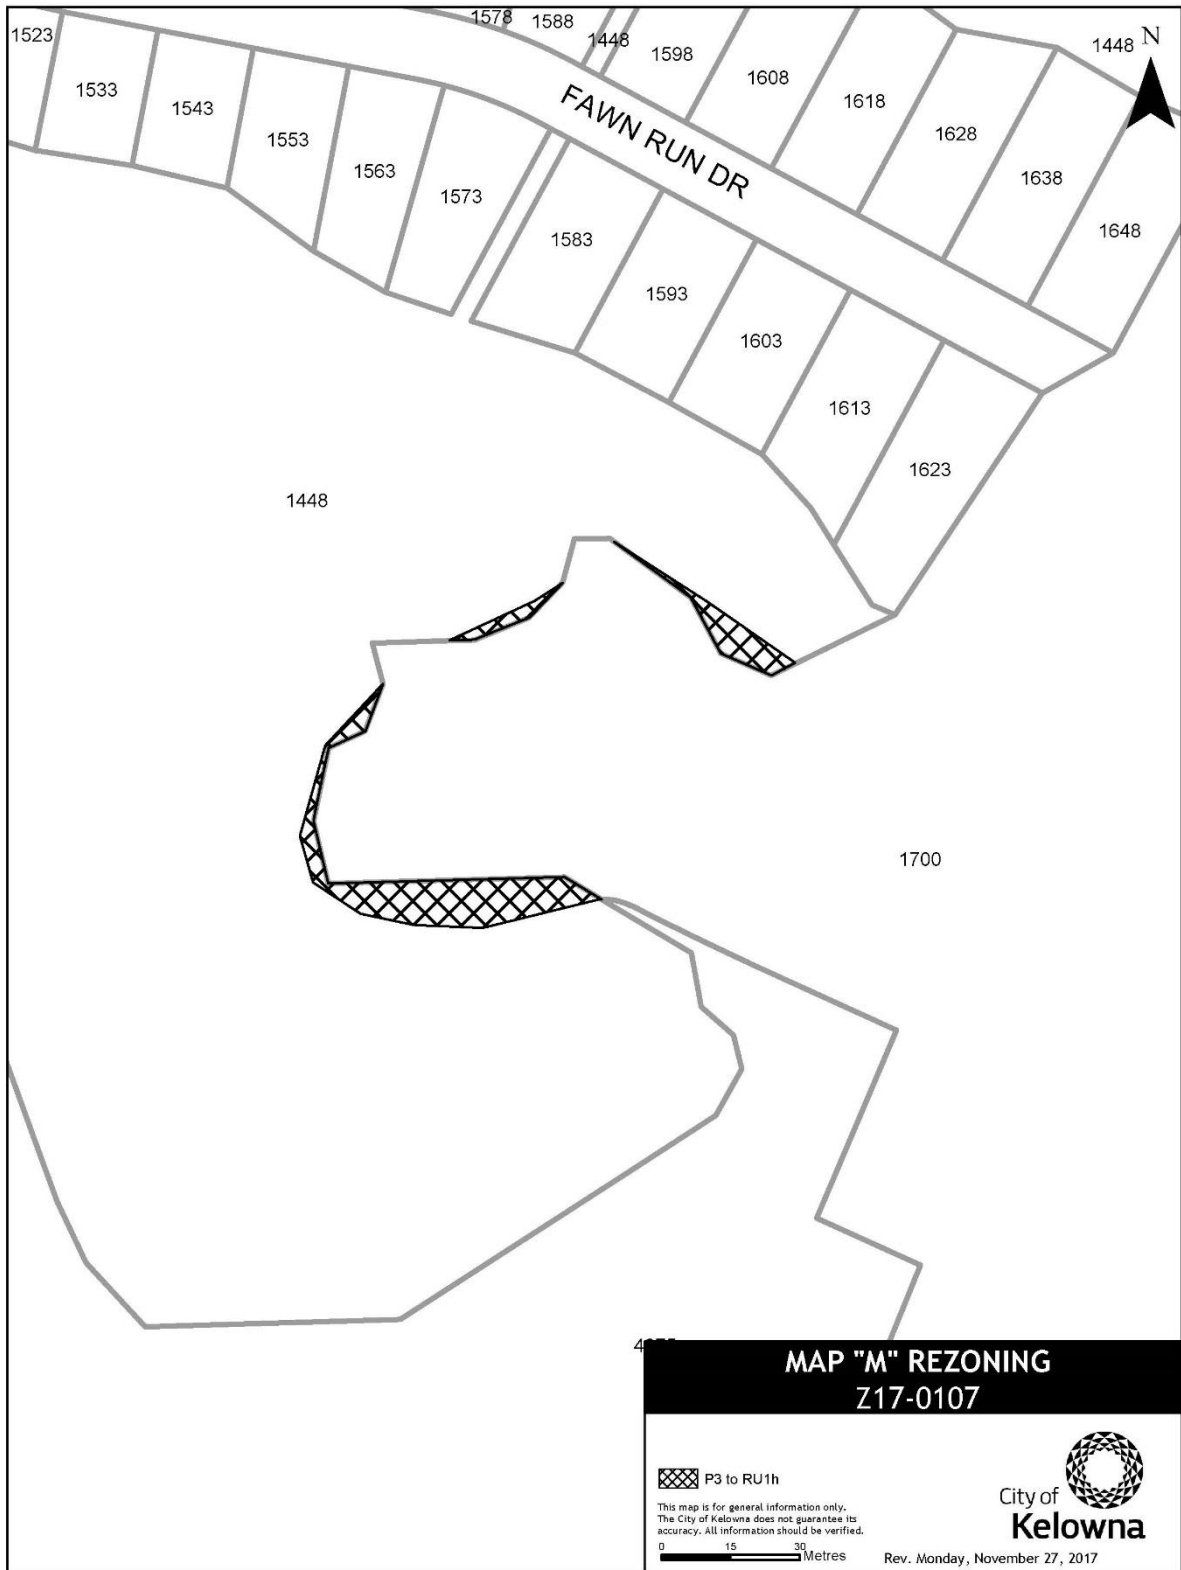 1578
1588
1448
1523
1598
1448
N
1533
1608
1543
1618
1553
FAWN RUN DR
1628
1563
1638
1573
1648
1583
1593
1603
1613
1623
1448
1700
MAP "M" REZONING
Z17-0107
P3 to RU1h
This map is for general information only.
The City of Kelowna does not guarantee its
accuracy. All information should be verified.
0 15 30
Metres
City of
Kelowna
Rev. Monday, November 27, 2017